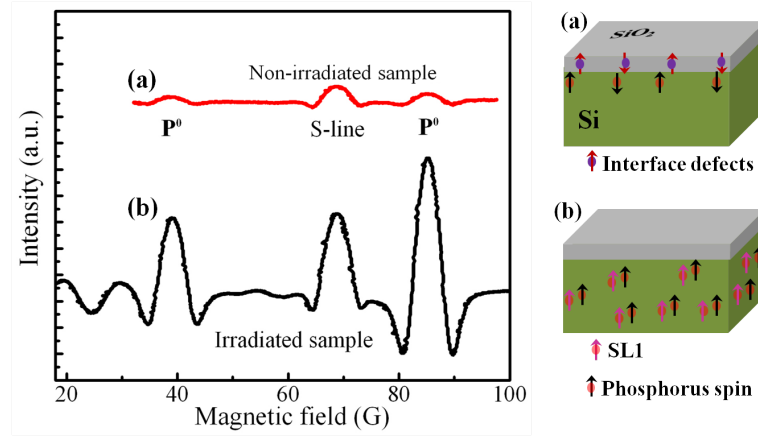 (a)
Non-irradiated sample
P⁰
S-line
P⁰
(b)
Irradiated sample
Intensity (a.u.)
20 40 60 80 100
Magnetic field (G)
(a)
SiO₂
Si
Interface defects
(b)
SL1
Phosphorus spin